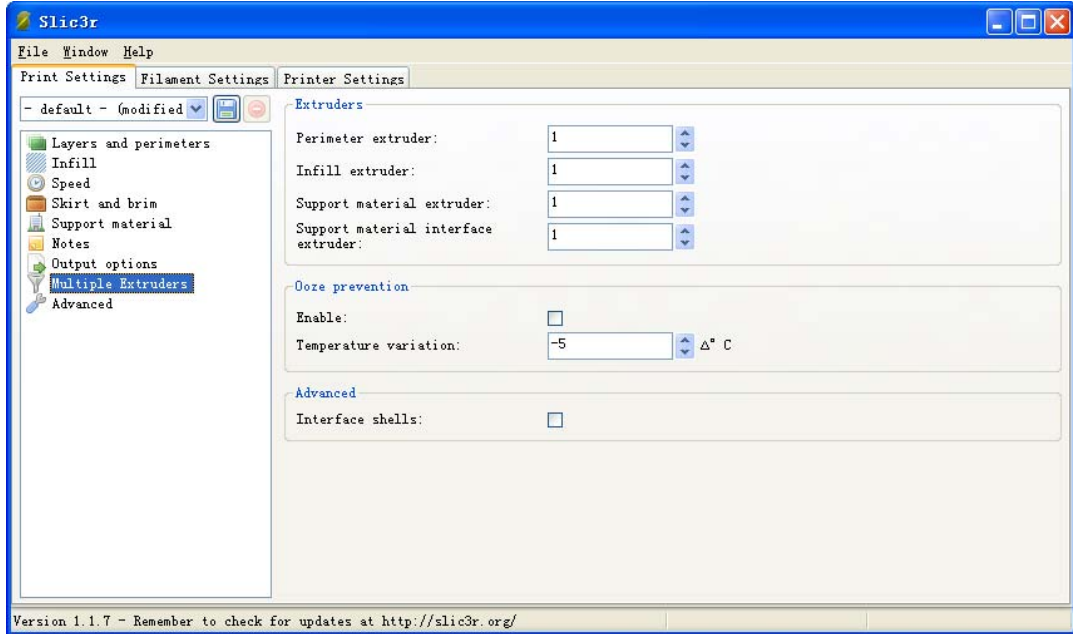 Slic3r
File Window Help
Print Settings Filament Settings Printer Settings
- default - (modified
Layers and perimeters
Infill
Speed
Skirt and brim
Support material
Notes
Output options
Multiple Extruders
Advanced
Extruders
Perimeter extruder: 1
Infill extruder: 1
Support material extruder: 1
Support material interface
extruder: 1
Ooze prevention
Enable:
Temperature variation: -5 Δ° C
Advanced
Interface shells:
Version 1.1.7 - Remember to check for updates at http://slic3r.org/